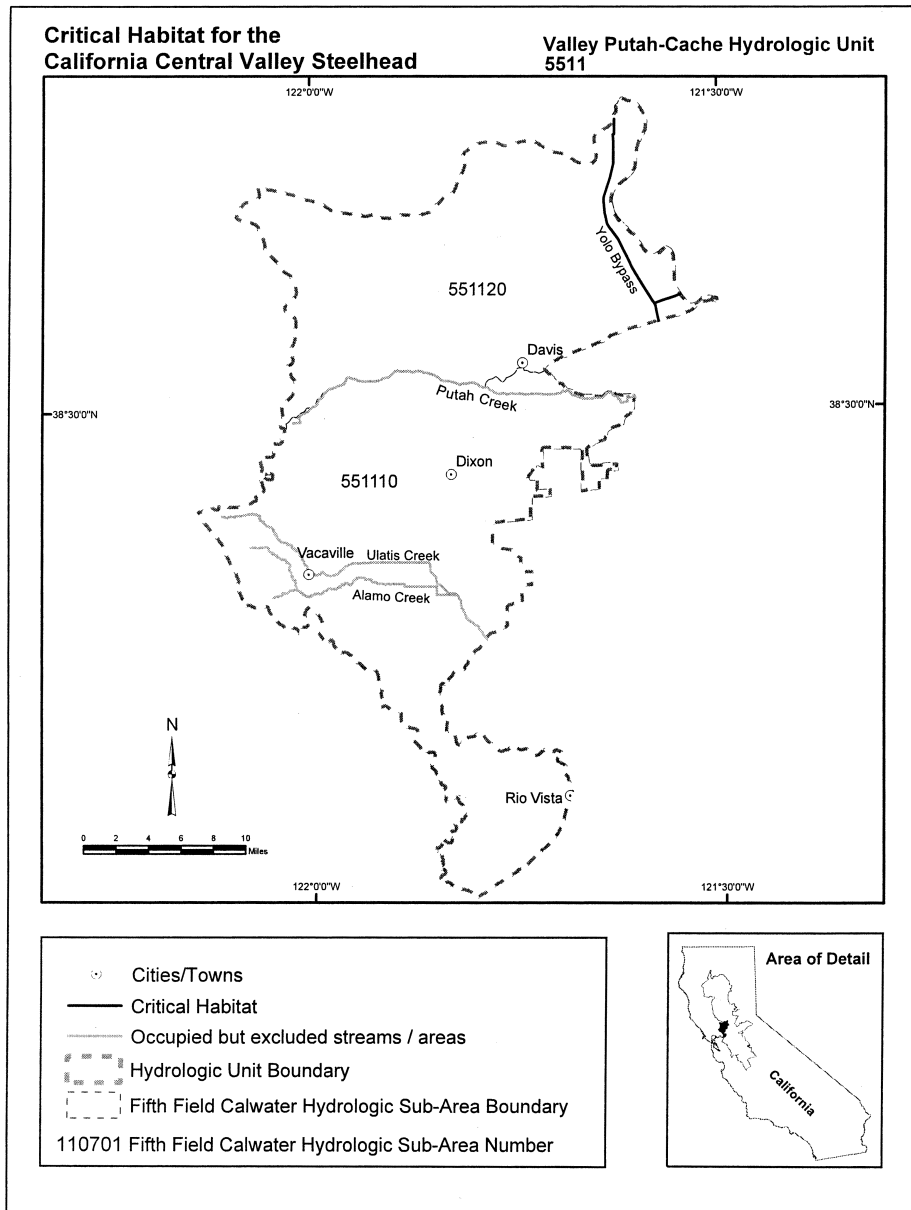 Critical Habitat for the
California Central Valley Steelhead
Valley Putah-Cache Hydrologic Unit
5511
122°0'0"W
121°30'0"W
Yolo Bypass
551120
Davis
Putah Creek
38°30'0"N
38°30'0"N
Dixon
551110
Vacaville
Ulatis Creek
Alamo Creek
N
Rio Vista
0 2 4 6 8 10
Miles
122°0'0"W
121°30'0"W
Cities/Towns
Critical Habitat
Occupied but excluded streams / areas
Hydrologic Unit Boundary
Fifth Field Calwater Hydrologic Sub-Area Boundary
110701 Fifth Field Calwater Hydrologic Sub-Area Number
Area of Detail
California